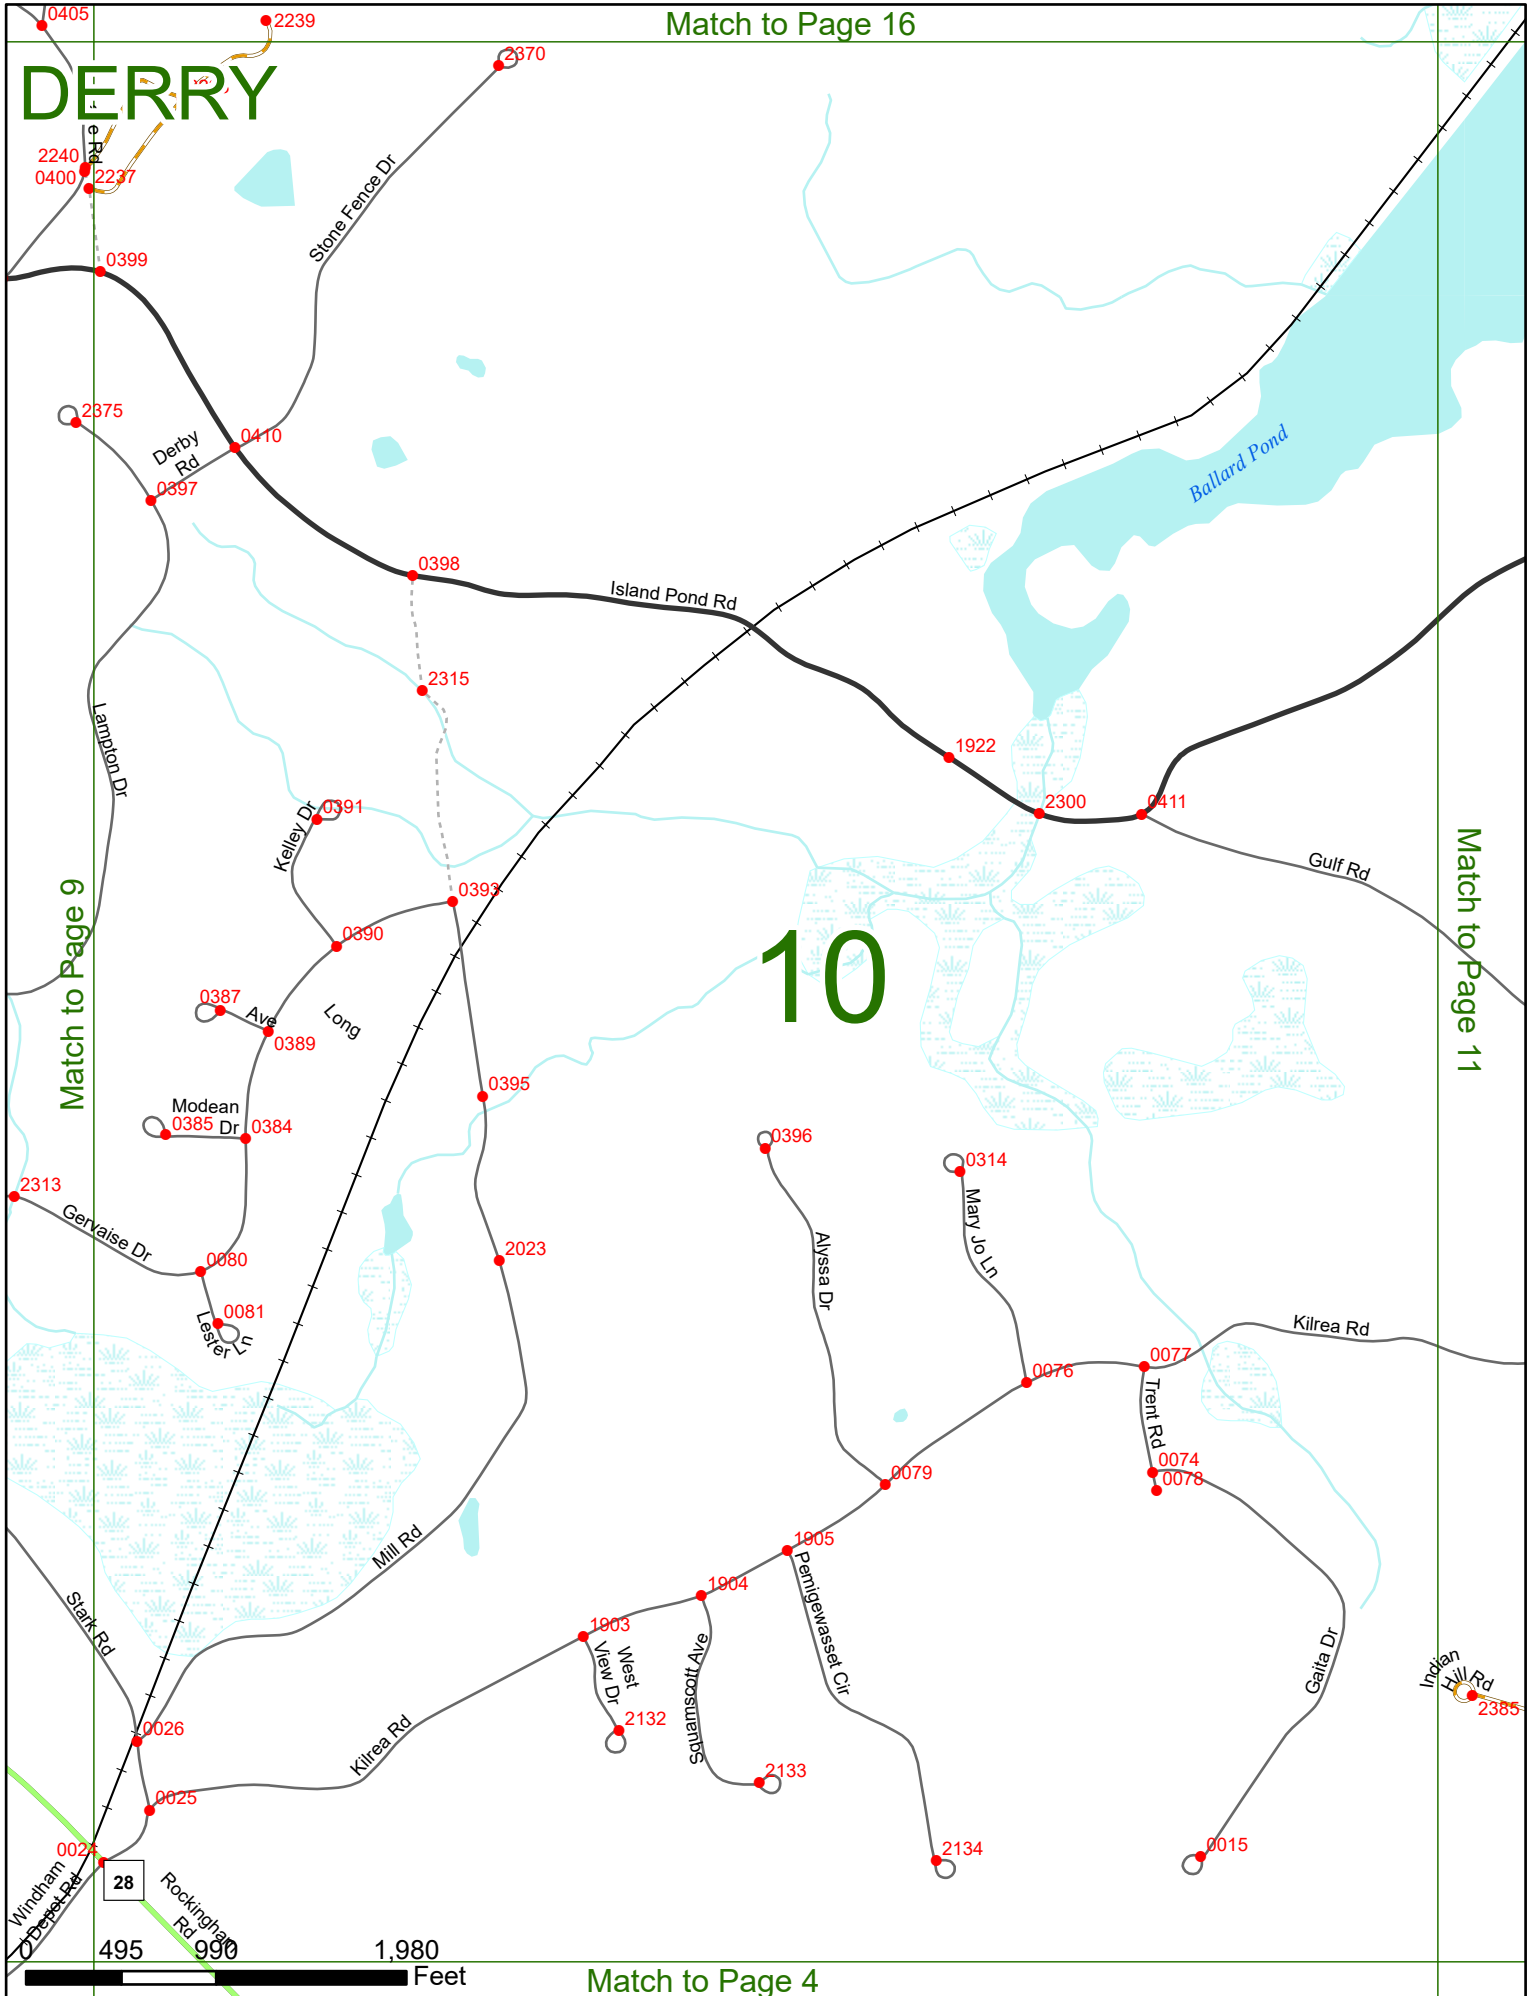 0405
2239
Match to Page 16
2370
DERRY
e Rd
2240
0400
2237
Stone Fence Dr
0399
2375
Derby
Rd
0410
0397
Ballard Pond
0398
Island Pond Rd
2315
Lampton Dr
1922
2300
0411
Kelley Dr
0391
Gulf Rd
Match to Page 9
0393
0390
10
Match to Page 11
0387
Ave
Long
0389
0395
Modean
Dr
0385
0384
0396
0314
2313
Gervaise Dr
Mary Jo Ln
Alyssa Dr
0080
2023
0081
Lester
Ln
Kilrea Rd
0076
0077
Trent Rd
0079
0074
0078
Mill Rd
1905
Pemigewasset Cir
1904
Stark Rd
1903
West
View Dr
Squamscott Ave
Gaita Dr
Indian
Hill
Rd
2385
0026
2132
Kilrea Rd
2133
0025
0024
28
2134
0015
Windham
Depot Rd
Rockingham
Rd
0 495 990 1,980
Feet
Match to Page 4